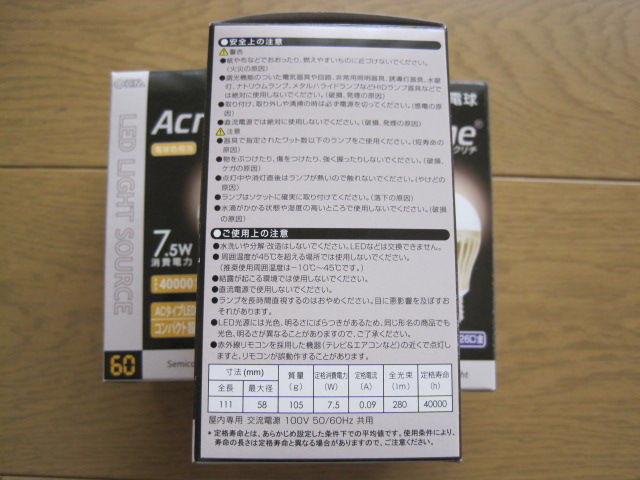 ●安全上の注意
⚠警告
●紙や布などでおおったり、燃えやすいものに近づけないでください。
(火災の原因)
●調光機能のついた電気器具や回路、非常用照明器具、誘導灯器具、水銀
灯、ナトリウムランプ、メタルハライドランプなどHID ランプ器具などで
は絶対に使用しないでください。(破損、発煙の原因)
●取り付け、取り外しや清掃の時は必ず電源を切ってください。(感電の原
因)
●直流電源では絶対に使用しないでください。(破損、発煙の原因)
⚠注意
●器具で指定されたワット数以下のランプをご使用ください。(短寿命の
原因)
●物をぶつけたり、傷をつけたり、強く握ったりしないでください。(破損、
ケガの原因)
●点灯中や消灯直後はランプが熱いので触れないでください。(やけどの
原因)
●ランプはソケットに確実に取り付けてください。(落下の原因)
●水滴がかかる状態や湿度の高いところで使用しないでください。(破損
の原因)
●ご使用上の注意
●水洗いや分解・改造はしないでください。LEDなどは交換できません。
●周囲温度が45℃を超える場所では使用しないでください。
(推奨使用周囲温度は−10℃〜45℃です。)
●結露が起こる環境では使用しないでください。
●直流電源で使用しないでください。
●ランプを長時間直視するのはおやめください。目に悪影響を及ぼすお
それがあります。
●LED光源には光色、明るさにばらつきがあるため、同じ形名の商品でも
光色、明るさが異なることがありますので、ご了承ください。
●赤外線リモコンを採用した機器(テレビ&エアコンなど)の近くで点灯し
ますと、リモコンが誤動作することがあります。
寸法 (mm) 質量 定格消費電力 定格電流 全光束 定格寿命
全長 最大径 (g) (W) (A) (lm) (h)
111 58 105 7.5 0.09 280 40000
屋内専用 交流電源 100V 50/60Hz 共用
* 定格寿命とは、あらかじめ設定した条件下での平均値です。使用条件により、
寿命の長さは定格寿命と異なる場合がありますので、ご注意ください。
LED LIGHT SOURCE
Acr
7.5W
消費電力
40000
ACタイプLED
コンパクト
60
Semic
電球
ne®
クリチ
26口金
ht